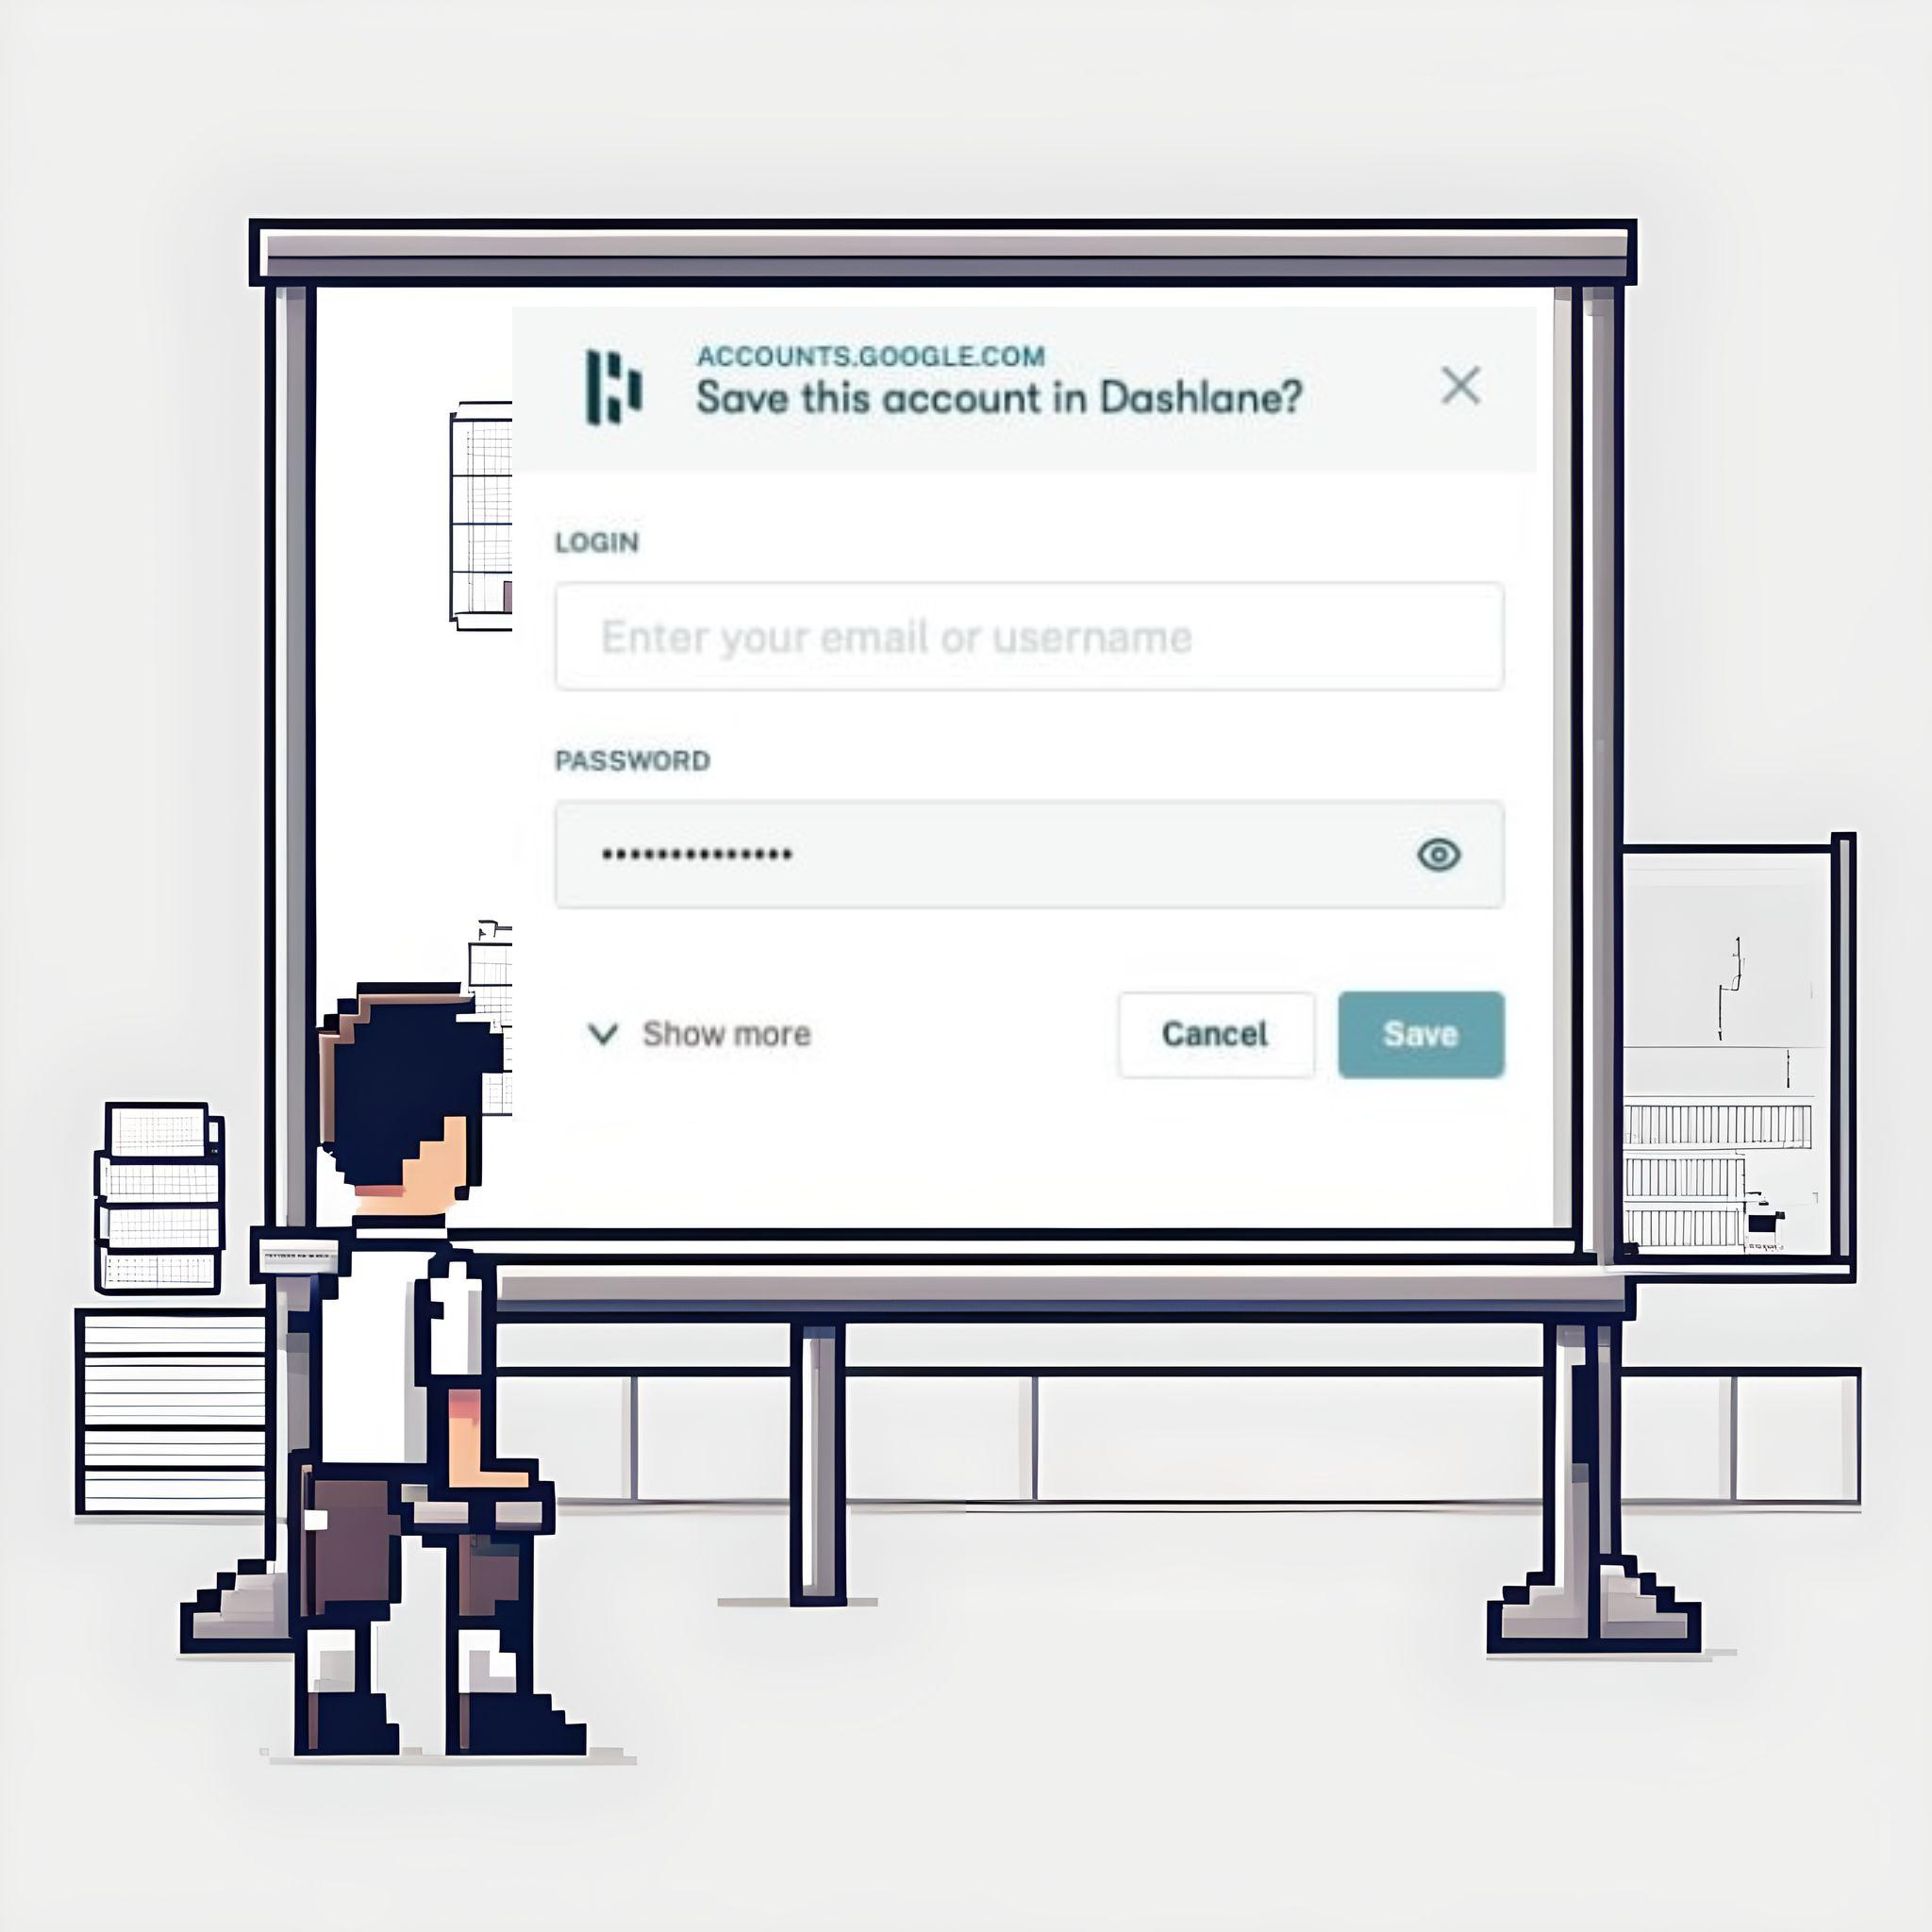 ACCOUNTS.GOOGLE.COM
Save this account in Dashlane?
LOGIN
Enter your email or username
PASSWORD
••••••••••••••
Show more
Cancel
Save